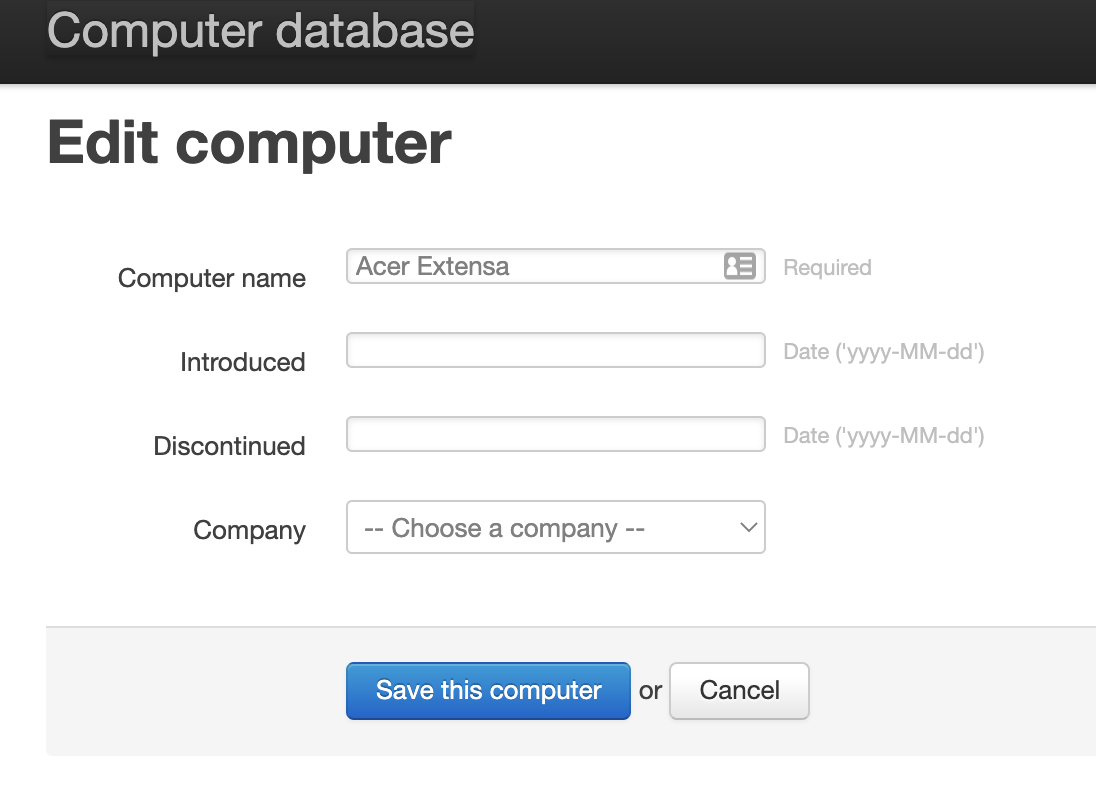 Computer database
Edit computer
Computer name Acer Extensa Required
Introduced Date ('yyyy-MM-dd')
Discontinued Date ('yyyy-MM-dd')
Company -- Choose a company --
Save this computer or Cancel